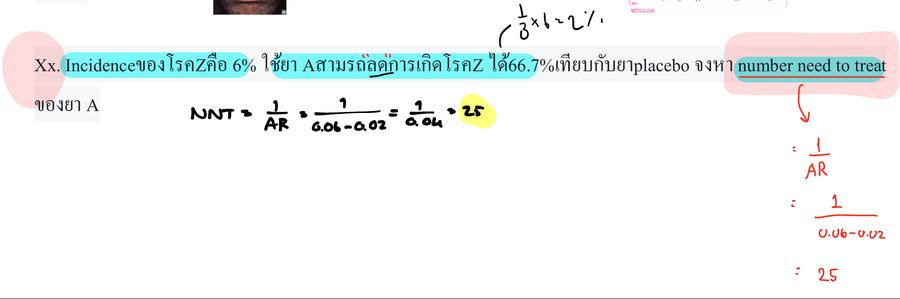 1/3 × 6 = 2 %
Xx. IncidenceของโรคZคือ 6% ใช้ยา AสามรถลดการเกิดโรคZ ได้66.7%เทียบกับยาplacebo จงหา number need to treat
ของยา A
NNT = 1/AR = 1/0.06-0.02 = 1/0.04 = 25
= 1/AR
= 1/0.06-0.02
= 25